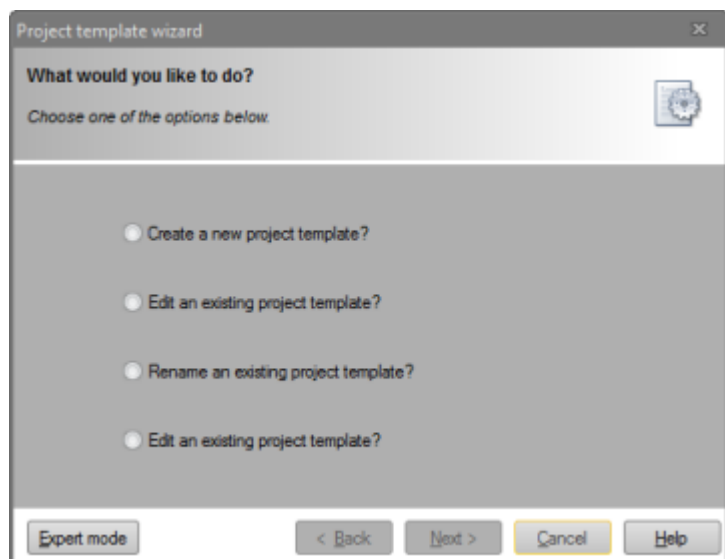 Project template wizard
What would you like to do?
Choose one of the options below.
Create a new project template?
Edit an existing project template?
Rename an existing project template?
Edit an existing project template?
Expert mode
< Back
Next >
Cancel
Help